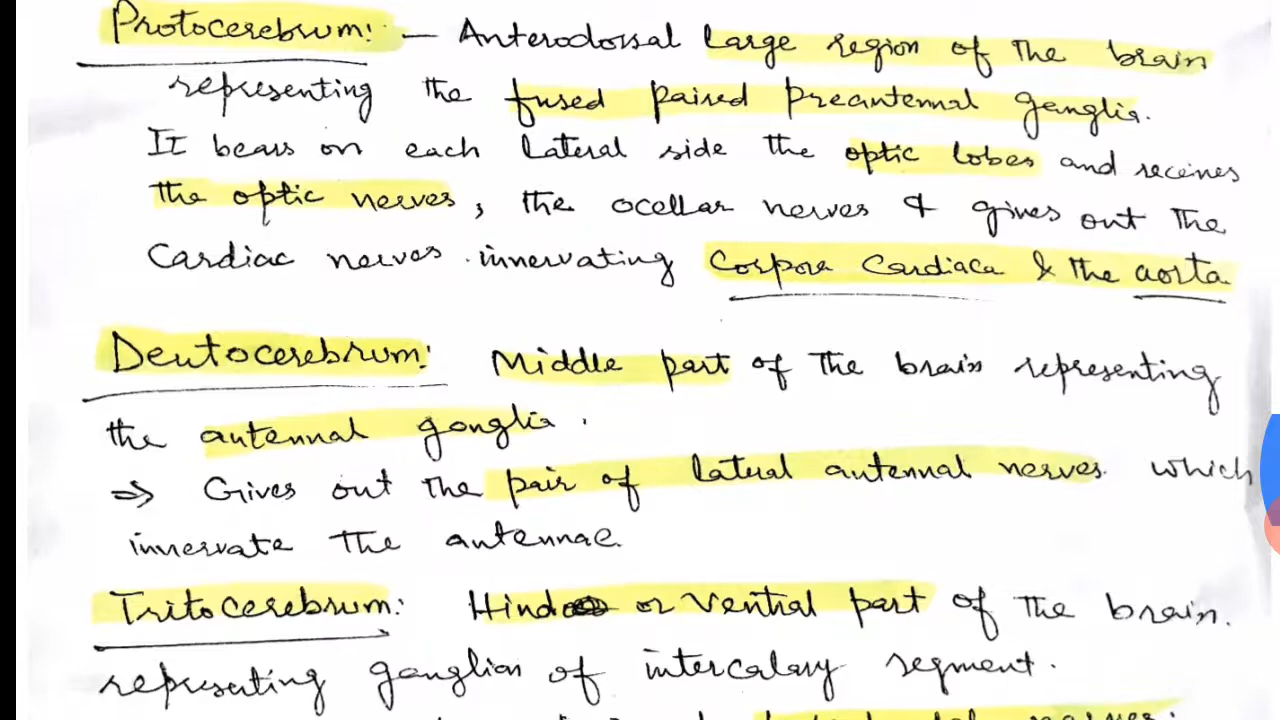 Protocerebrum: — Anterodorsal large region of the brain
representing the fused paired preantennal ganglia.
It bears on each lateral side the optic lobes and receives
the optic nerves, the ocellar nerves & gives out the
Cardiac nerves innervating Corpora Cardiaca & the aorta.
Deutocerebrum: Middle part of the brain representing
the antennal ganglia.
⇒ Gives out the pair of lateral antennal nerves which
innervate the antennae.
Tritocerebrum: Hind or Ventral part of the brain.
representing ganglion of intercalary segment.